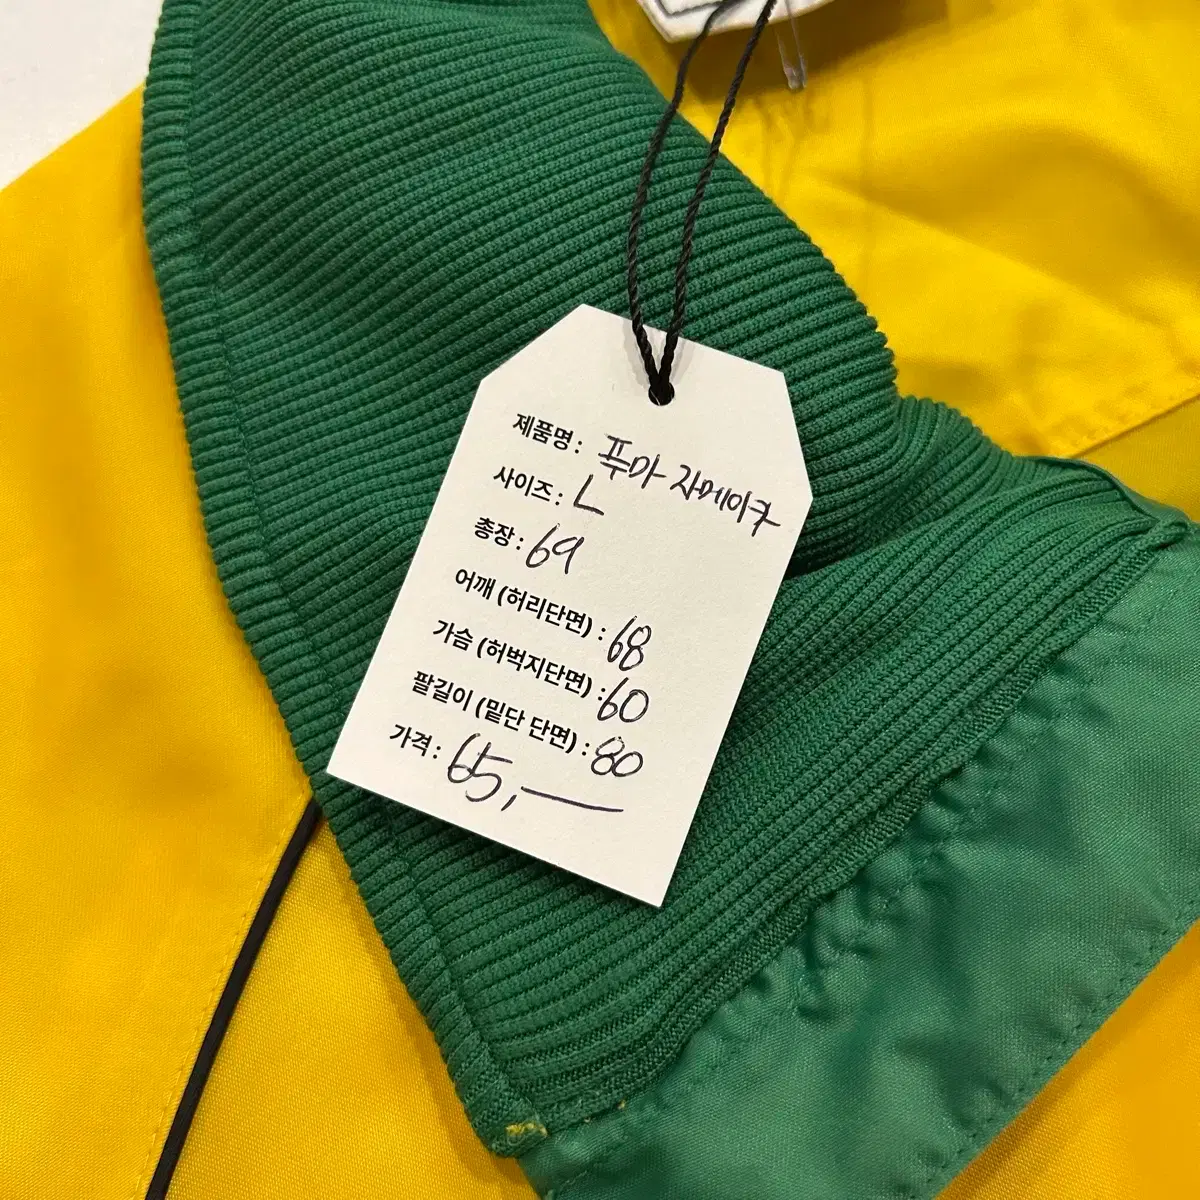 제품명 : 푸마 자메이카
사이즈 : L
총장 : 69
어깨 (허리단면) : 68
가슴 (허벅지단면) : 60
팔길이 (밑단 단면) : 80
가격 : 65,